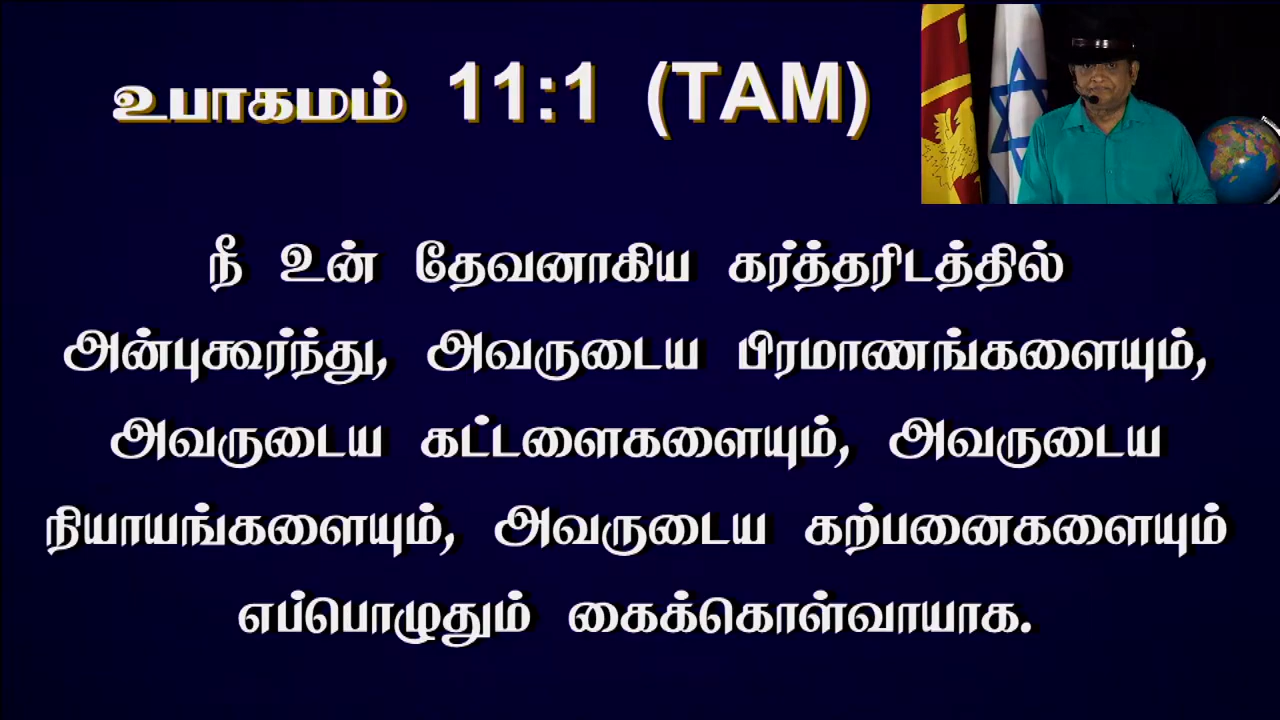 உபாகமம் 11:1 (TAM)
நீ உன் தேவனாகிய கர்த்தரிடத்தில்
அன்புகூர்ந்து, அவருடைய பிரமாணங்களையும்,
அவருடைய கட்டளைகளையும், அவருடைய
நியாயங்களையும், அவருடைய கற்பனைகளையும்
எப்பொழுதும் கைக்கொள்வாயாக.